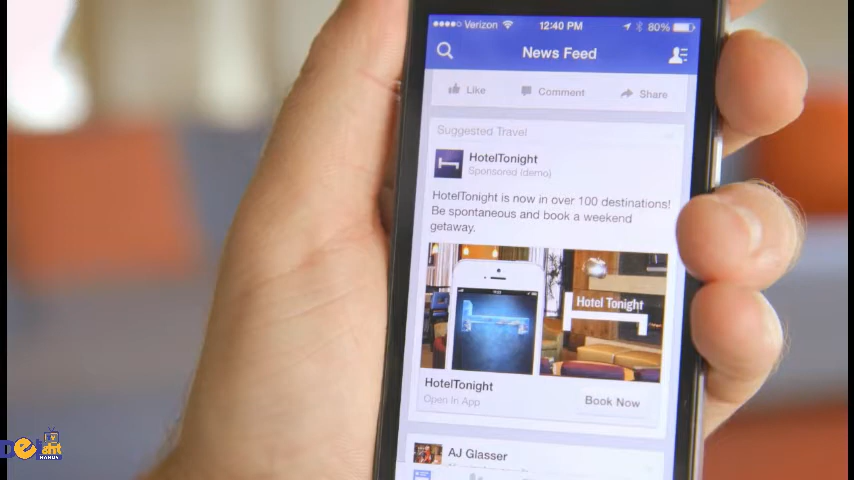 Verizon 12:40 PM 80%
News Feed
Like Comment Share
Suggested Travel
HotelTonight
Sponsored (demo)
HotelTonight is now in over 100 destinations!
Be spontaneous and book a weekend
getaway.
Hotel Tonight
HotelTonight
Open In App
Book Now
AJ Glasser